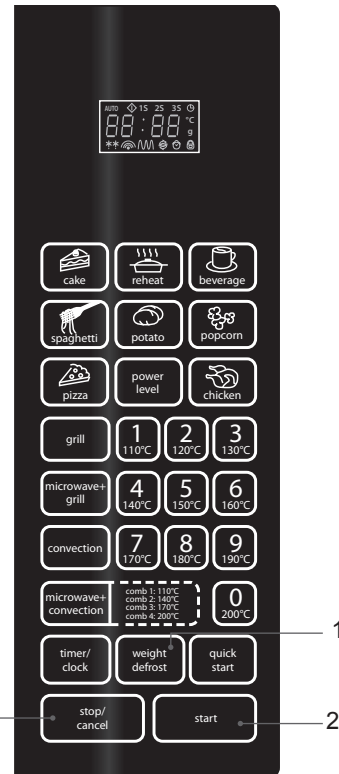 AUTO 1S 2S 3S
88:88 °C
g
cake reheat beverage
spaghetti potato popcorn
pizza power level chicken
grill 1 110°C 2 120°C 3 130°C
microwave+ grill 4 140°C 5 150°C 6 160°C
convection 7 170°C 8 180°C 9 190°C
microwave+ convection
comb 1: 110°C
comb 2: 140°C
comb 3: 170°C
comb 4: 200°C
0 200°C
timer/ clock weight defrost quick start
1
stop/ cancel start
2